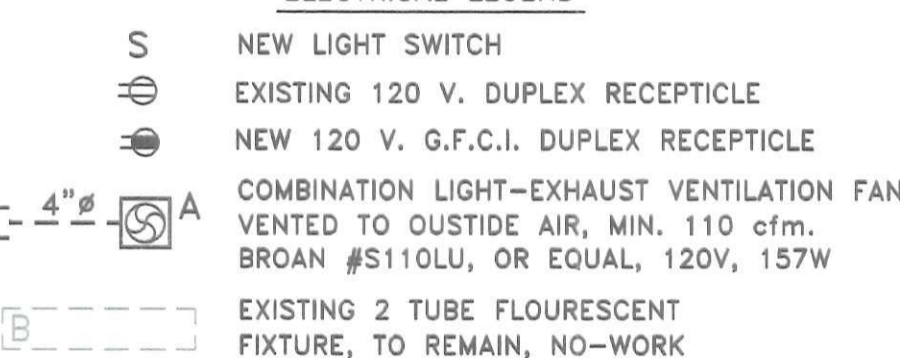 ELECTRICAL LEGEND
S NEW LIGHT SWITCH
EXISTING 120 V. DUPLEX RECEPTICLE
NEW 120 V. G.F.C.I. DUPLEX RECEPTICLE
4"ø A COMBINATION LIGHT-EXHAUST VENTILATION FAN
VENTED TO OUSTIDE AIR, MIN. 110 cfm.
BROAN #S110LU, OR EQUAL, 120V, 157W
B EXISTING 2 TUBE FLOURESCENT
FIXTURE, TO REMAIN, NO-WORK